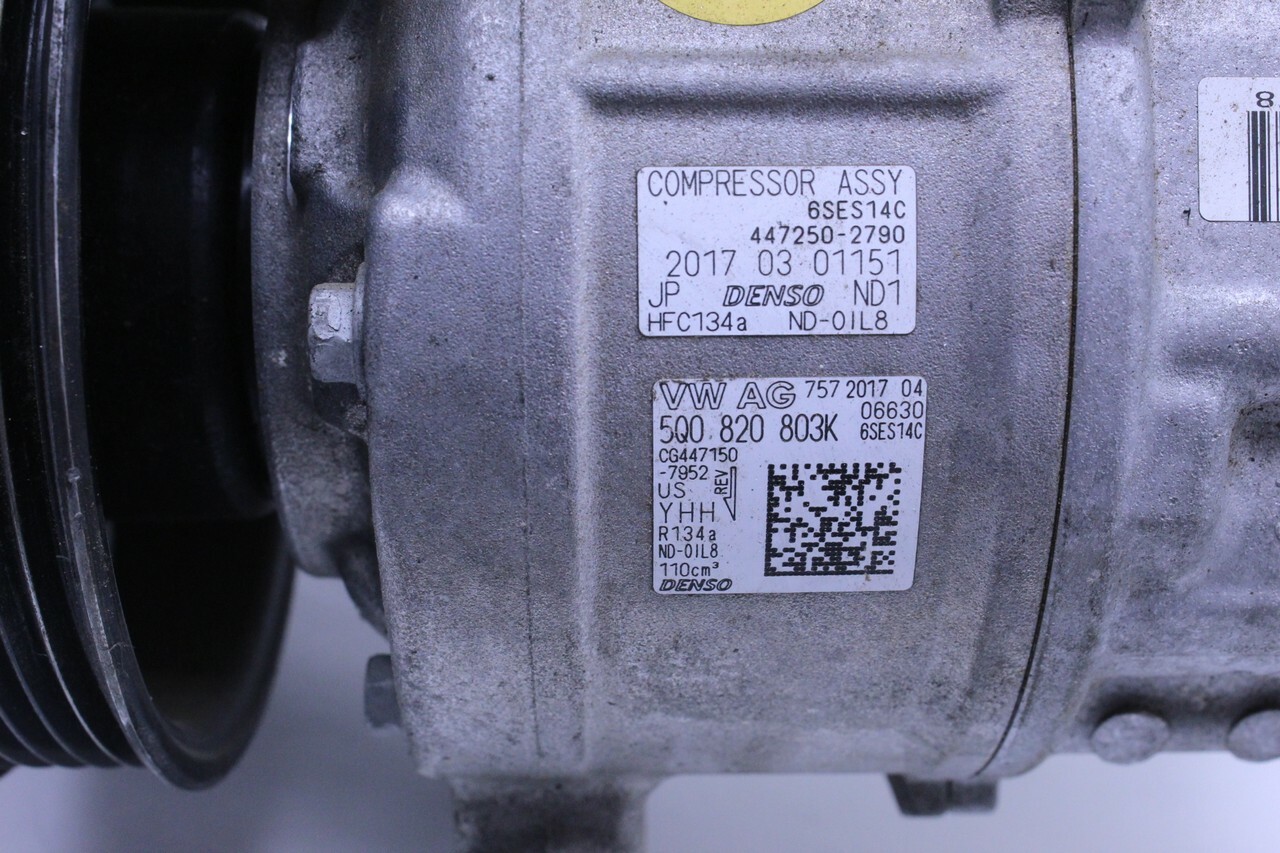 8
COMPRESSOR ASSY
6SES14C
447250-2790
2017 03 01151
JP DENSO ND1
HFC134a ND-OIL8
VW AG 757 2017 04
06630
5Q0 820 803K 6SES14C
CG447150
-7952
REV
US
YHH
R134a
ND-OIL8
110cm³
DENSO